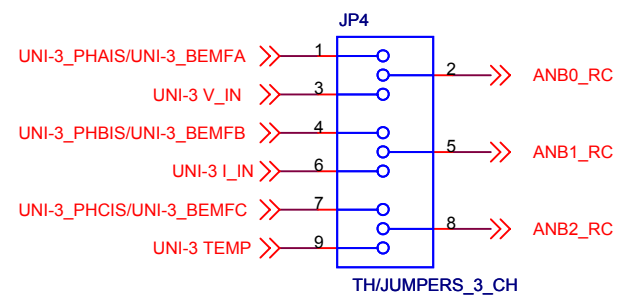 JP4
UNI-3_PHAIS/UNI-3_BEMFA 1
2 ANB0_RC
UNI-3 V_IN 3
UNI-3_PHBIS/UNI-3_BEMFB 4
5 ANB1_RC
UNI-3 I_IN 6
UNI-3_PHCIS/UNI-3_BEMFC 7
8 ANB2_RC
UNI-3 TEMP 9
TH/JUMPERS_3_CH